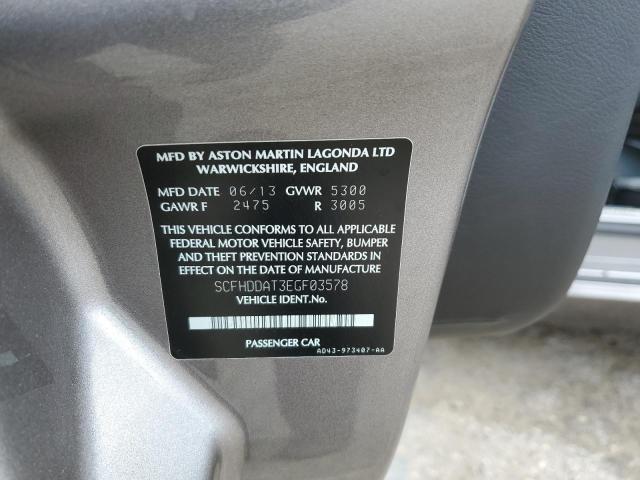 MFD BY ASTON MARTIN LAGONDA LTD
WARWICKSHIRE, ENGLAND
MFD DATE 06/13 GVWR 5300
GAWR F 2475 R 3005
THIS VEHICLE CONFORMS TO ALL APPLICABLE
FEDERAL MOTOR VEHICLE SAFETY, BUMPER
AND THEFT PREVENTION STANDARDS IN
EFFECT ON THE DATE OF MANUFACTURE
SCFHDDAT3EGF03578
VEHICLE IDENT.No.
PASSENGER CAR AD43-973407-AA